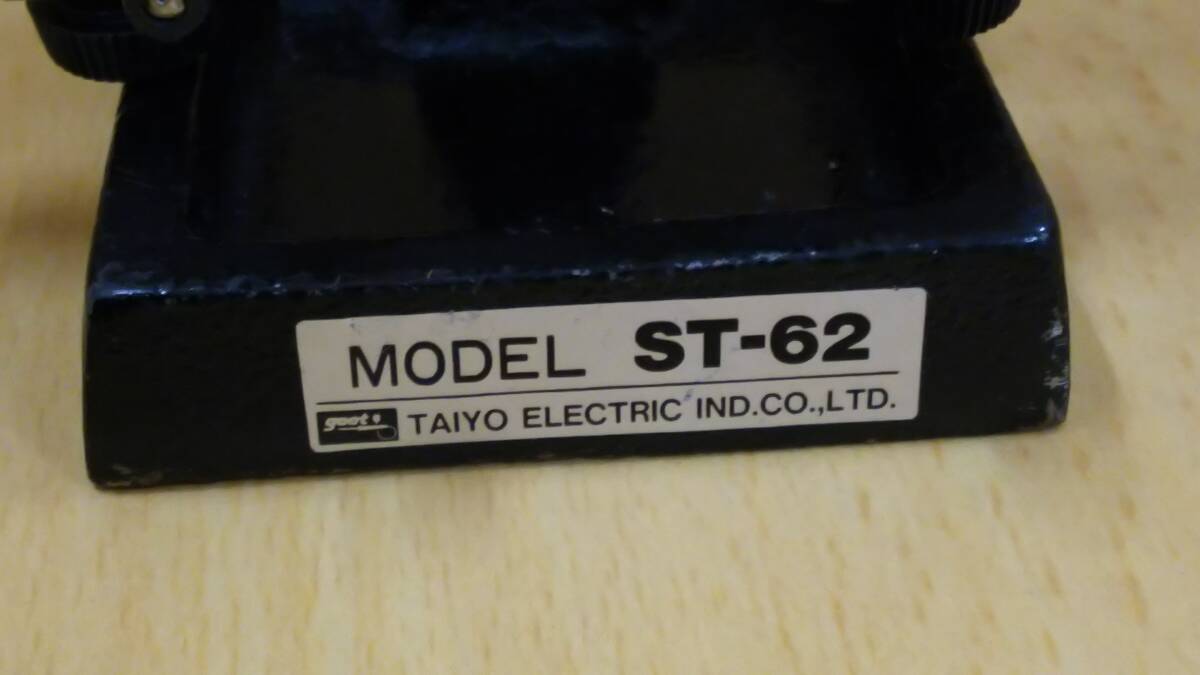 MODEL ST-62
goot TAIYO ELECTRIC IND.CO.,LTD.